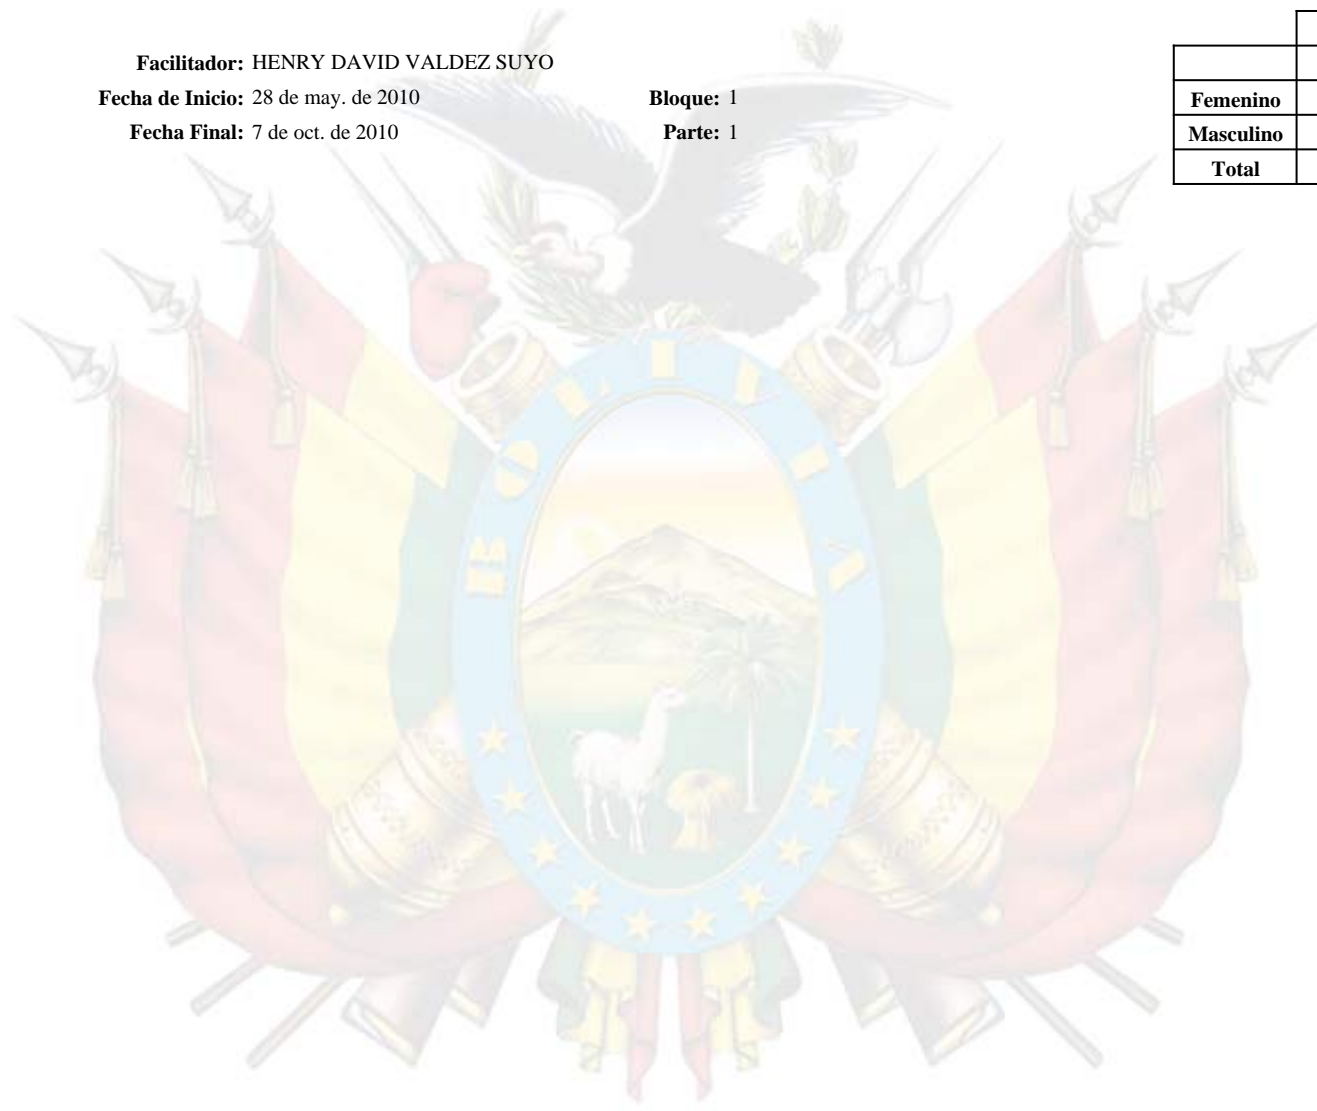 Facilitador: HENRY DAVID VALDEZ SUYO
Fecha de Inicio: 28 de may. de 2010 Bloque: 1
Fecha Final: 7 de oct. de 2010 Parte: 1
Femenino
Masculino
Total
BOLIVIA